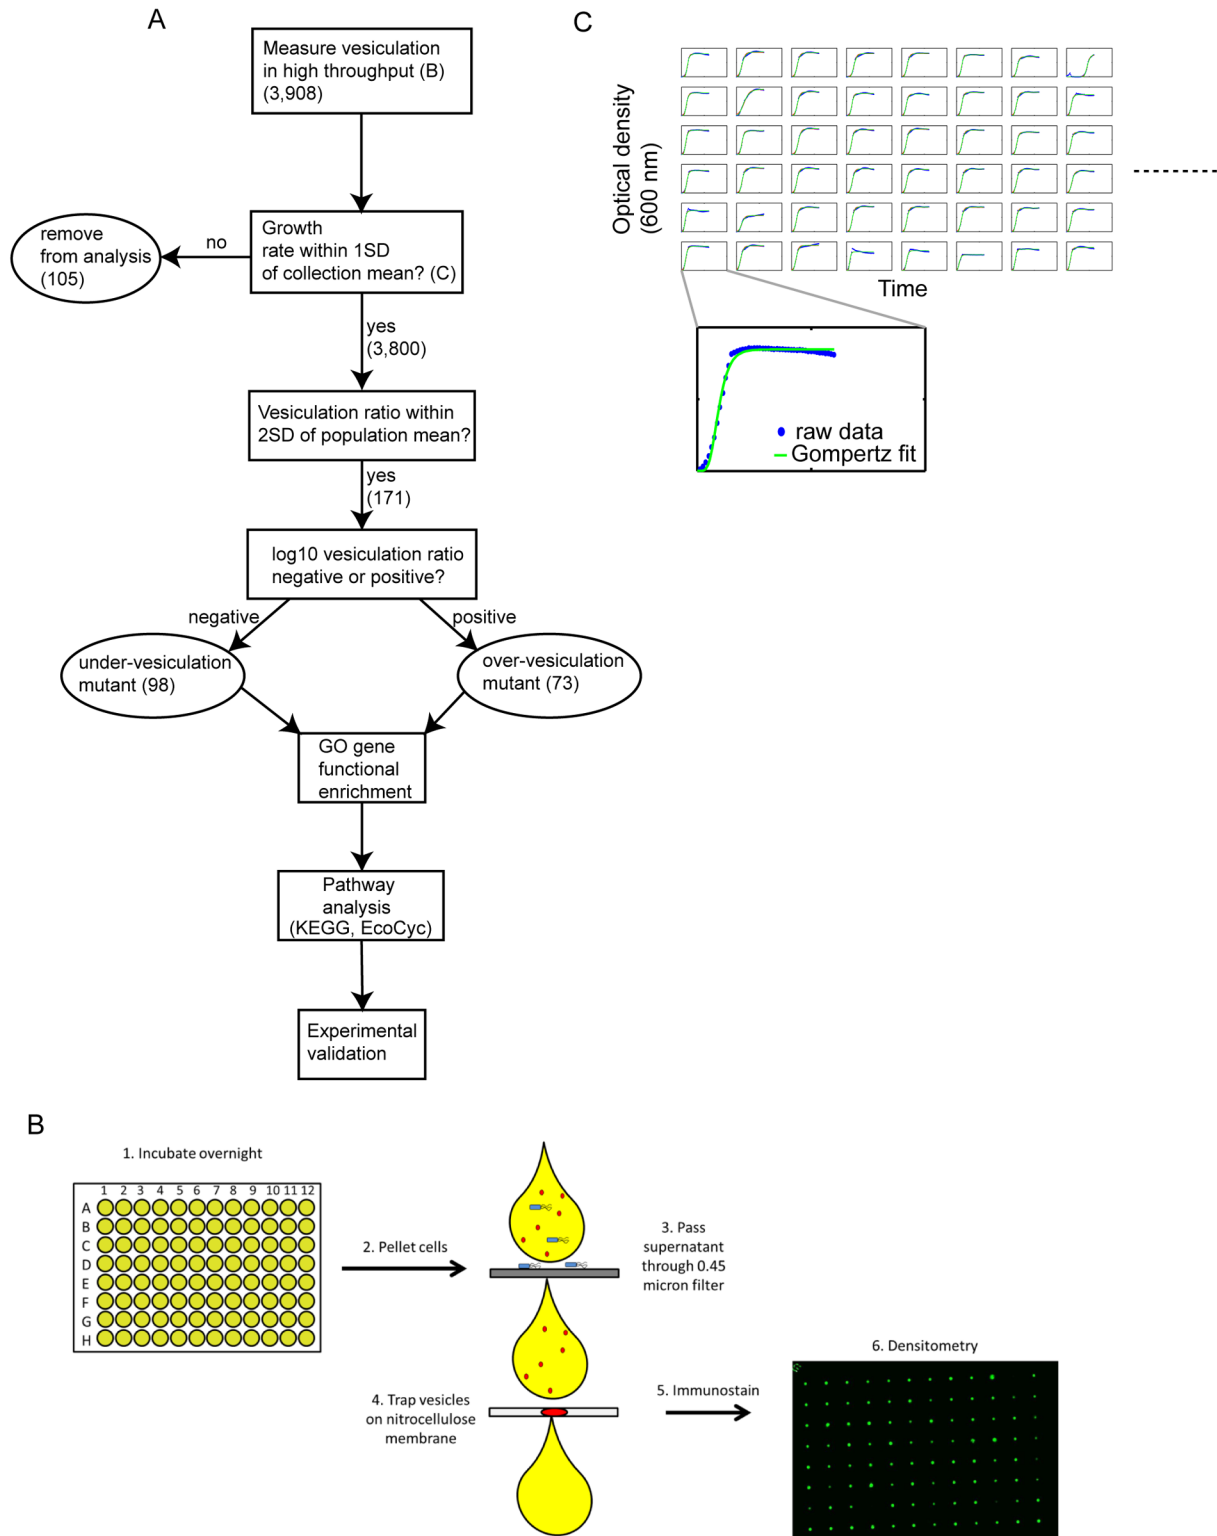 A
Measure vesiculation
in high throughput (B)
(3,908)
Growth
rate within 1SD
of collection mean? (C)
no
remove
from analysis
(105)
yes
(3,800)
Vesiculation ratio within
2SD of population mean?
yes
(171)
log10 vesiculation ratio
negative or positive?
negative
positive
under-vesiculation
mutant (98)
over-vesiculation
mutant (73)
GO gene
functional
enrichment
Pathway
analysis
(KEGG, EcoCyc)
Experimental
validation
C
Optical density
(600 nm)
Time
raw data
Gompertz fit
B
1. Incubate overnight
1 2 3 4 5 6 7 8 9 10 11 12
A
B
C
D
E
F
G
H
2. Pellet cells
3. Pass
supernatant
through 0.45
micron filter
4. Trap vesicles
on nitrocellulose
membrane
5. Immunostain
6. Densitometry